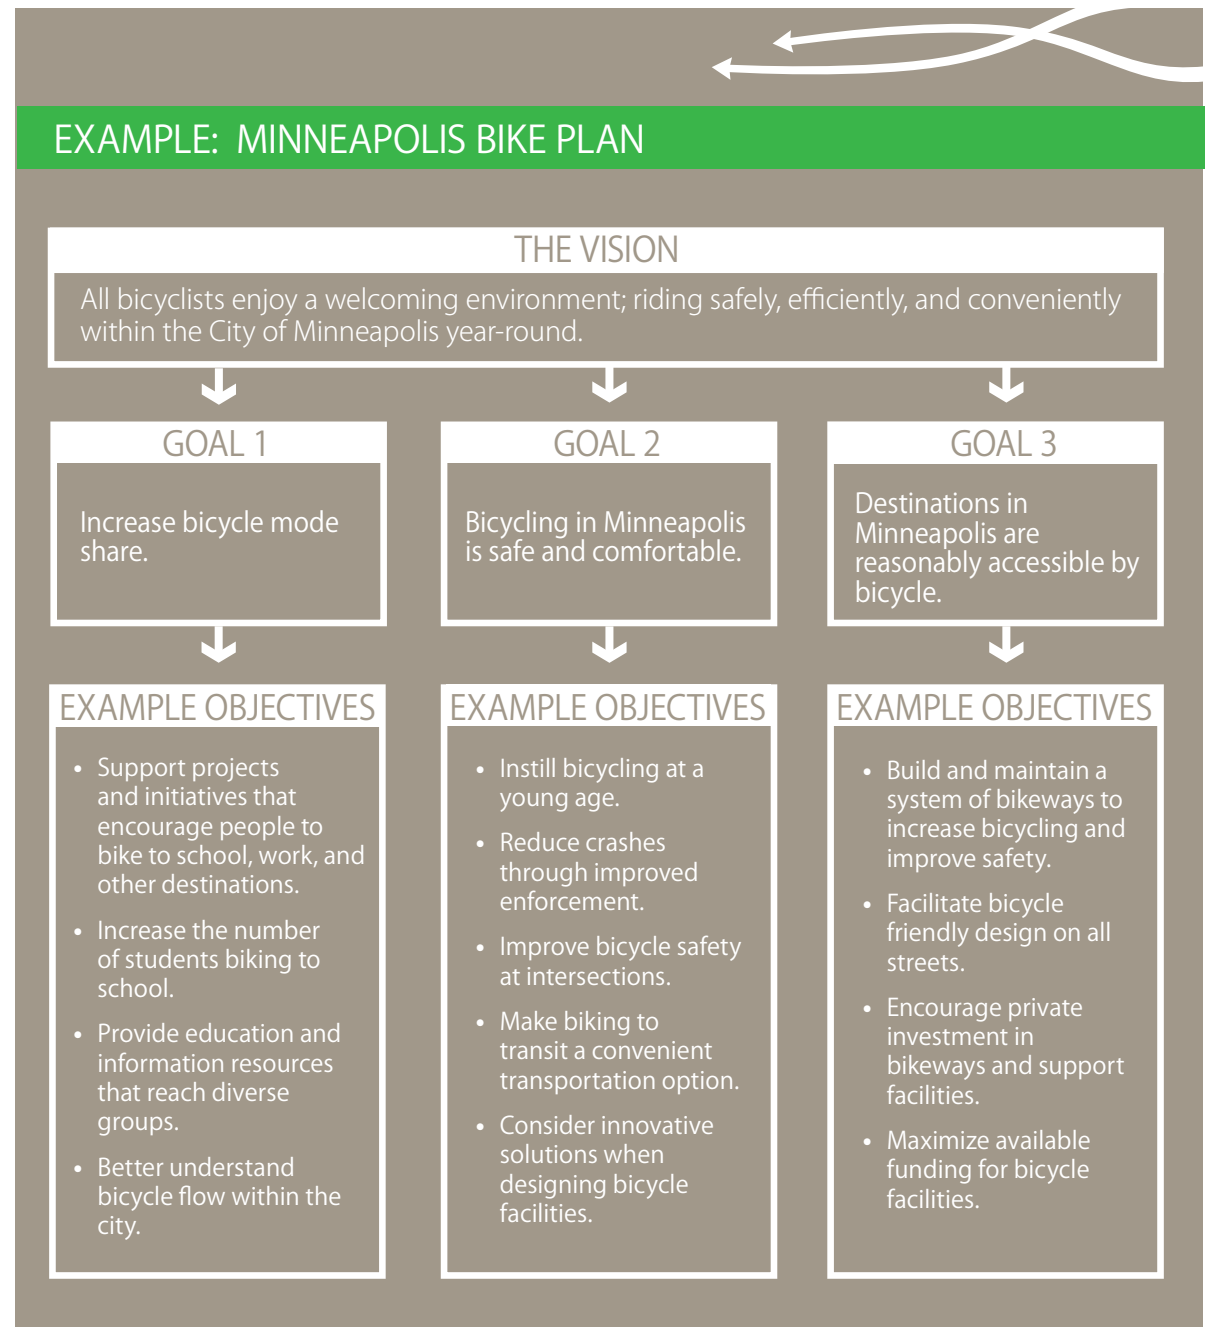 EXAMPLE: MINNEAPOLIS BIKE PLAN
THE VISION
All bicyclists enjoy a welcoming environment; riding safely, efficiently, and conveniently
within the City of Minneapolis year-round.
GOAL 1
Increase bicycle mode
share.
GOAL 2
Bicycling in Minneapolis
is safe and comfortable.
GOAL 3
Destinations in
Minneapolis are
reasonably accessible by
bicycle.
EXAMPLE OBJECTIVES
• Support projects
and initiatives that
encourage people to
bike to school, work, and
other destinations.
• Increase the number
of students biking to
school.
• Provide education and
information resources
that reach diverse
groups.
• Better understand
bicycle flow within the
city.
EXAMPLE OBJECTIVES
• Instill bicycling at a
young age.
• Reduce crashes
through improved
enforcement.
• Improve bicycle safety
at intersections.
• Make biking to
transit a convenient
transportation option.
• Consider innovative
solutions when
designing bicycle
facilities.
EXAMPLE OBJECTIVES
• Build and maintain a
system of bikeways to
increase bicycling and
improve safety.
• Facilitate bicycle
friendly design on all
streets.
• Encourage private
investment in
bikeways and support
facilities.
• Maximize available
funding for bicycle
facilities.